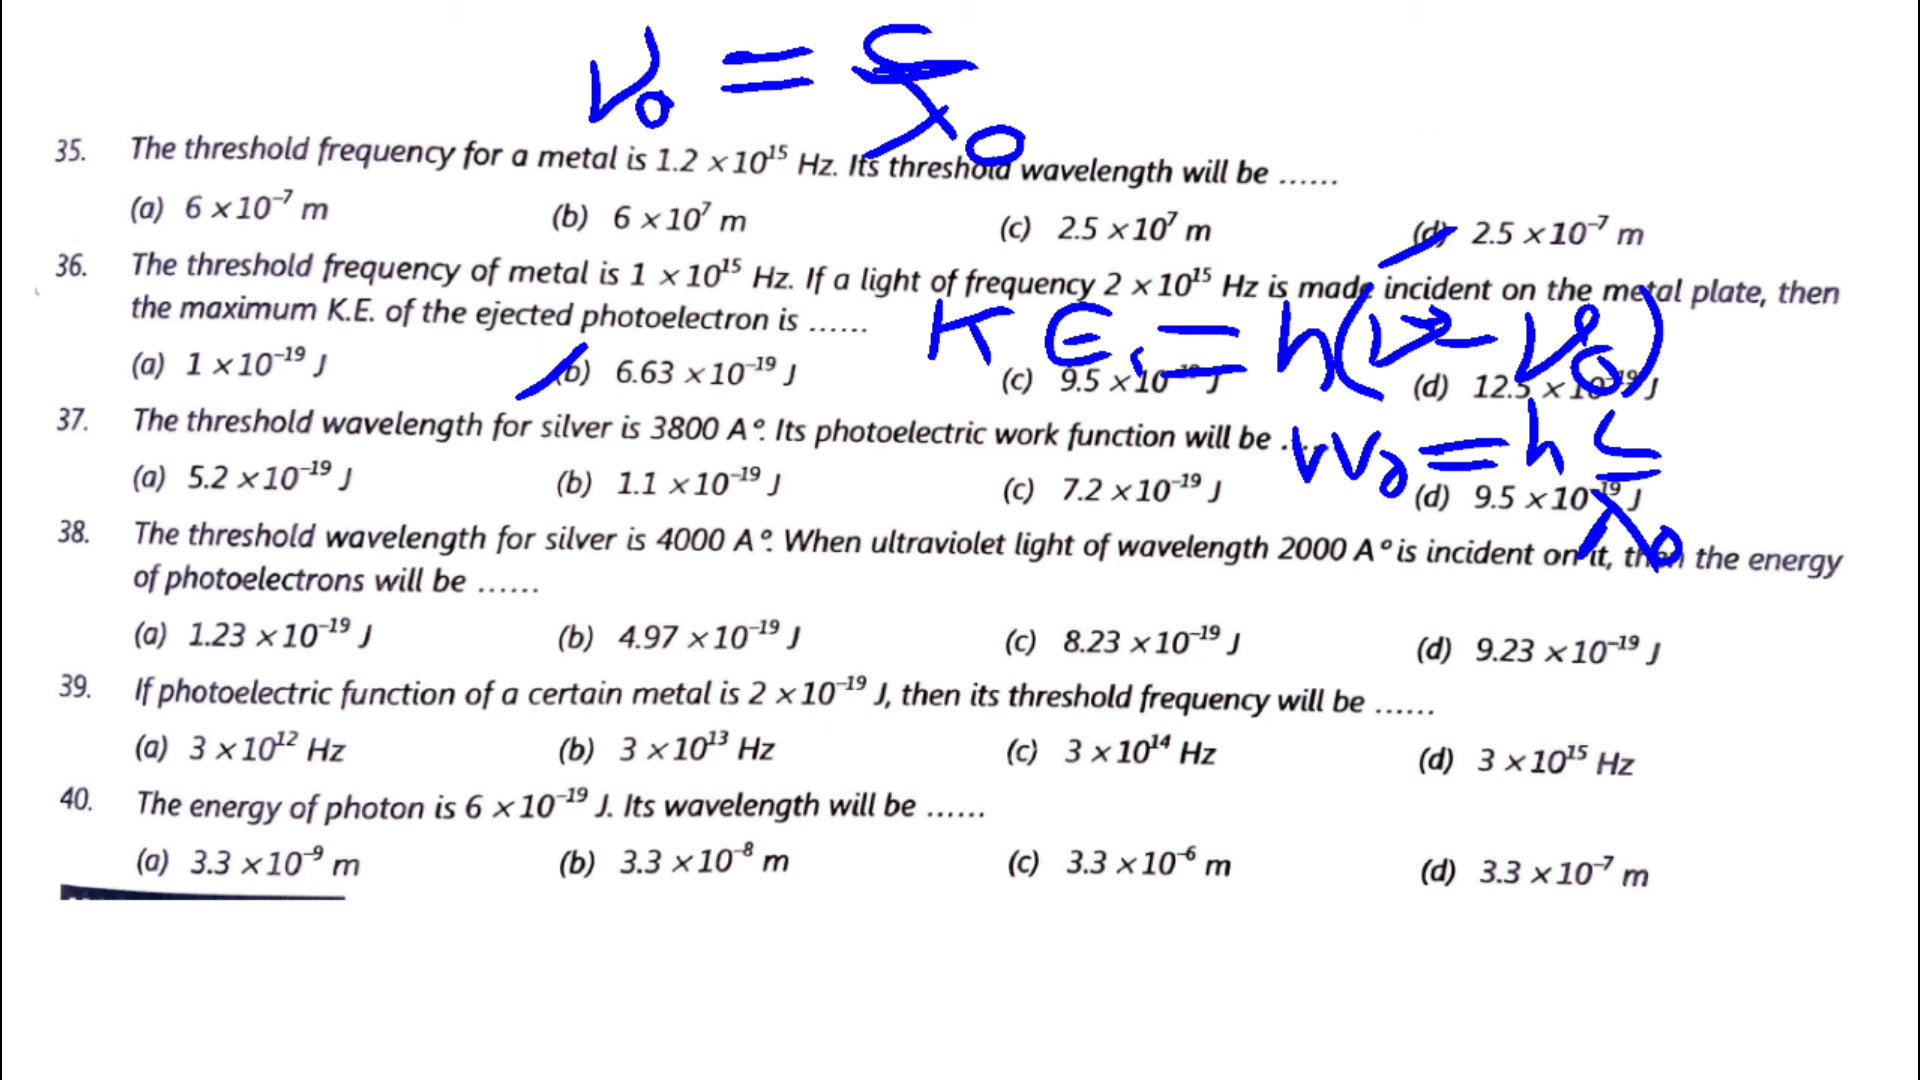 ν₀ = c/λ₀
35. The threshold frequency for a metal is 1.2 × 10¹⁵ Hz. Its threshold wavelength will be ......
(a) 6 × 10⁻⁷ m (b) 6 × 10⁷ m (c) 2.5 × 10⁷ m (d) 2.5 × 10⁻⁷ m
36. The threshold frequency of metal is 1 × 10¹⁵ Hz. If a light of frequency 2 × 10¹⁵ Hz is made incident on the metal plate, then
the maximum K.E. of the ejected photoelectron is ......
K E. = h(ν - ν₀)
(a) 1 × 10⁻¹⁹ J (b) 6.63 × 10⁻¹⁹ J (c) 9.5 × 10⁻¹⁹ J (d) 12.5 × 10⁻¹⁹ J
37. The threshold wavelength for silver is 3800 A°. Its photoelectric work function will be ......
W₀ = h c/λ₀
(a) 5.2 × 10⁻¹⁹ J (b) 1.1 × 10⁻¹⁹ J (c) 7.2 × 10⁻¹⁹ J (d) 9.5 × 10⁻¹⁹ J
38. The threshold wavelength for silver is 4000 A°. When ultraviolet light of wavelength 2000 A° is incident on it, then the energy
of photoelectrons will be ......
(a) 1.23 × 10⁻¹⁹ J (b) 4.97 × 10⁻¹⁹ J (c) 8.23 × 10⁻¹⁹ J (d) 9.23 × 10⁻¹⁹ J
39. If photoelectric function of a certain metal is 2 × 10⁻¹⁹ J, then its threshold frequency will be ......
(a) 3 × 10¹² Hz (b) 3 × 10¹³ Hz (c) 3 × 10¹⁴ Hz (d) 3 × 10¹⁵ Hz
40. The energy of photon is 6 × 10⁻¹⁹ J. Its wavelength will be ......
(a) 3.3 × 10⁻⁹ m (b) 3.3 × 10⁻⁸ m (c) 3.3 × 10⁻⁶ m (d) 3.3 × 10⁻⁷ m